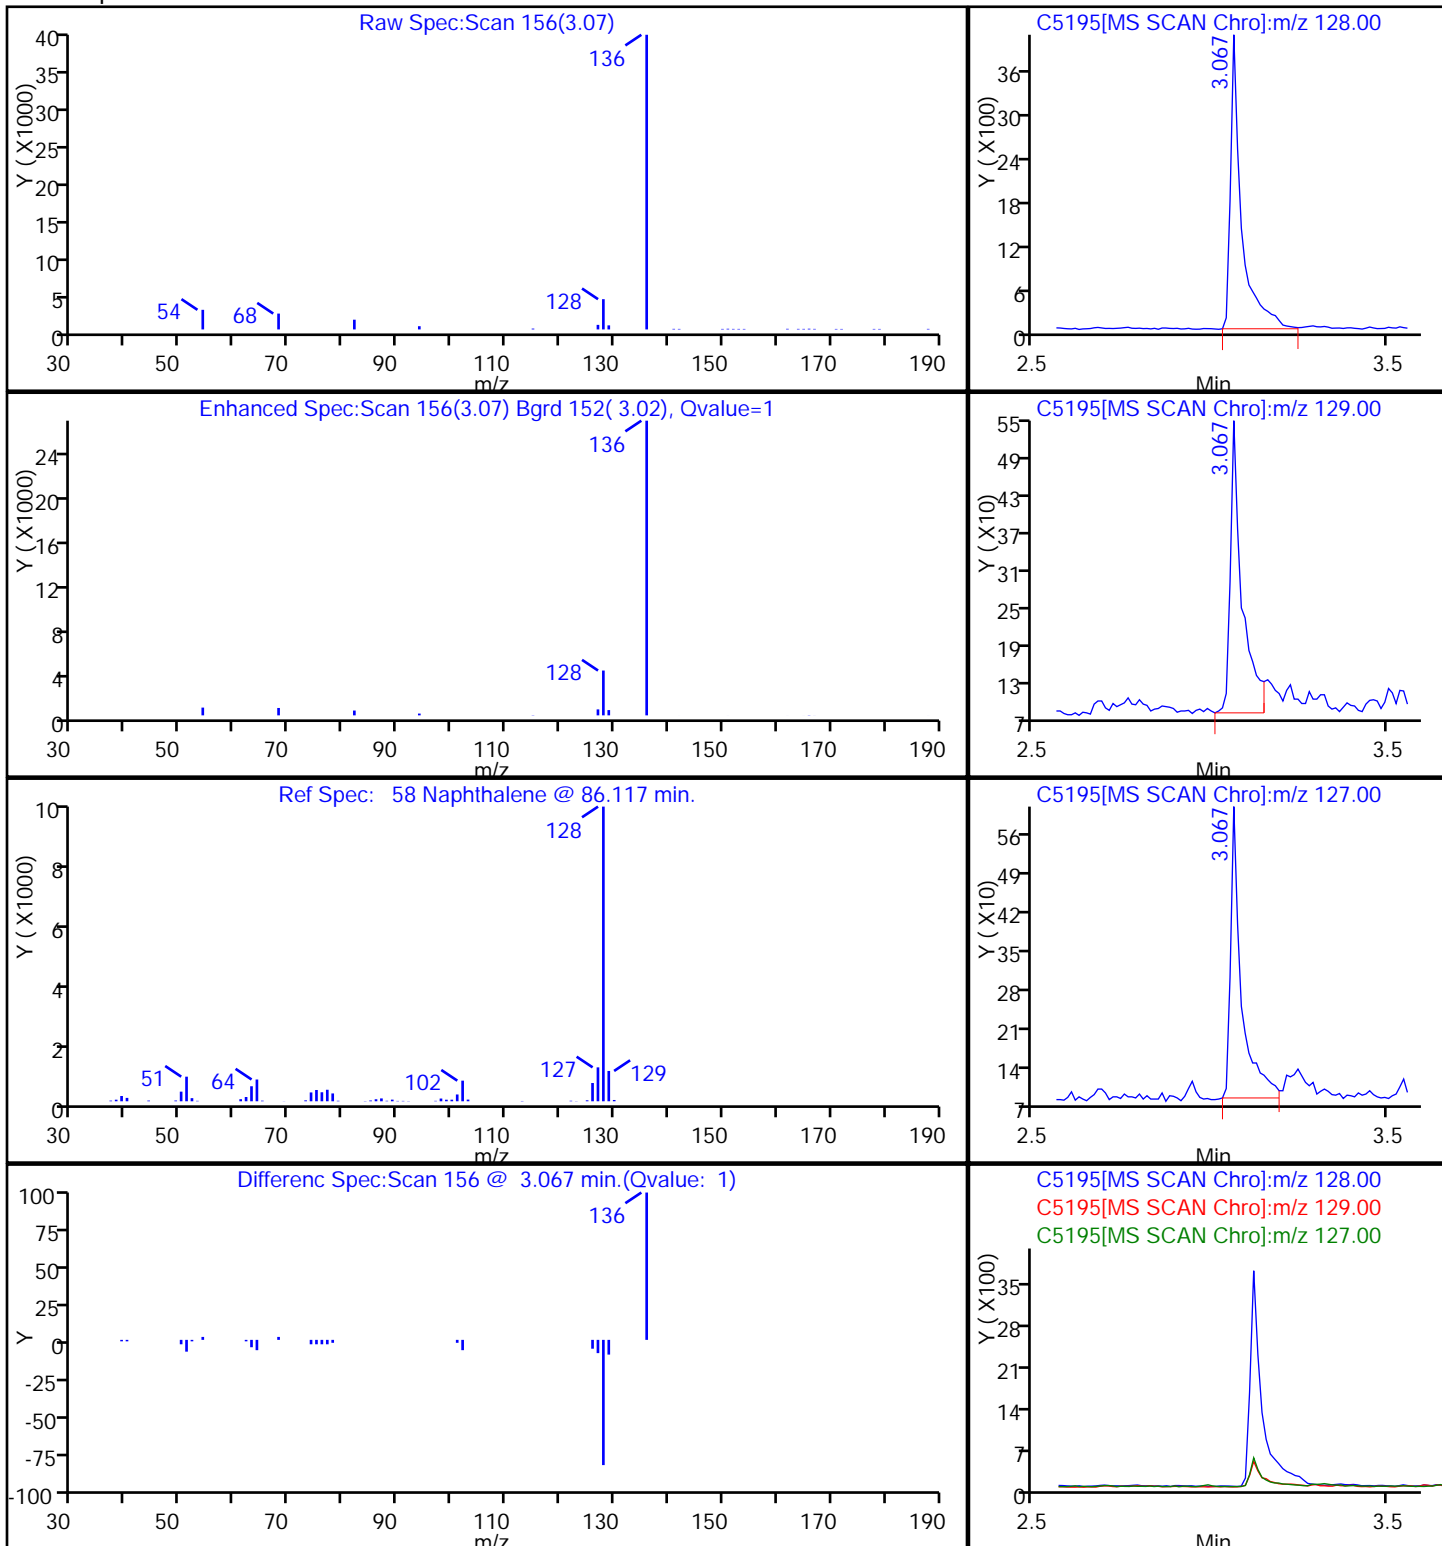 Raw Spec:Scan 156(3.07)
Y ( X1000)
40
35
30
25
20
15
10
5
0
136
128
68
54
30 50 70 90 110 130 150 170 190
m/z
C5195[MS SCAN Chro]:m/z 128.00
Y ( X100)
36
30
24
18
12
6
0
3.067
2.5 3.5
Min
Enhanced Spec:Scan 156(3.07) Bgrd 152( 3.02), Qvalue=1
Y ( X1000)
24
20
16
12
8
4
0
136
128
30 50 70 90 110 130 150 170 190
m/z
C5195[MS SCAN Chro]:m/z 129.00
Y ( X10)
55
49
43
37
31
25
19
13
7
3.067
2.5 3.5
Min
Ref Spec: 58 Naphthalene @ 86.117 min.
Y ( X1000)
10
8
6
4
2
0
128
51
64
102
127
129
30 50 70 90 110 130 150 170 190
m/z
C5195[MS SCAN Chro]:m/z 127.00
Y ( X10)
56
49
42
35
28
21
14
7
3.067
2.5 3.5
Min
Differenc Spec:Scan 156 @ 3.067 min.(Qvalue: 1)
Y
100
75
50
25
0
-25
-50
-75
-100
136
30 50 70 90 110 130 150 170 190
m/z
C5195[MS SCAN Chro]:m/z 128.00
C5195[MS SCAN Chro]:m/z 129.00
C5195[MS SCAN Chro]:m/z 127.00
Y ( X100)
35
28
21
14
7
0
2.5 3.5
Min